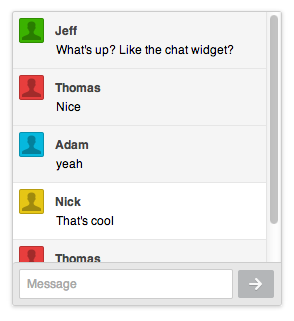 Jeff
What's up? Like the chat widget?
Thomas
Nice
Adam
yeah
Nick
That's cool
Thomas
Message